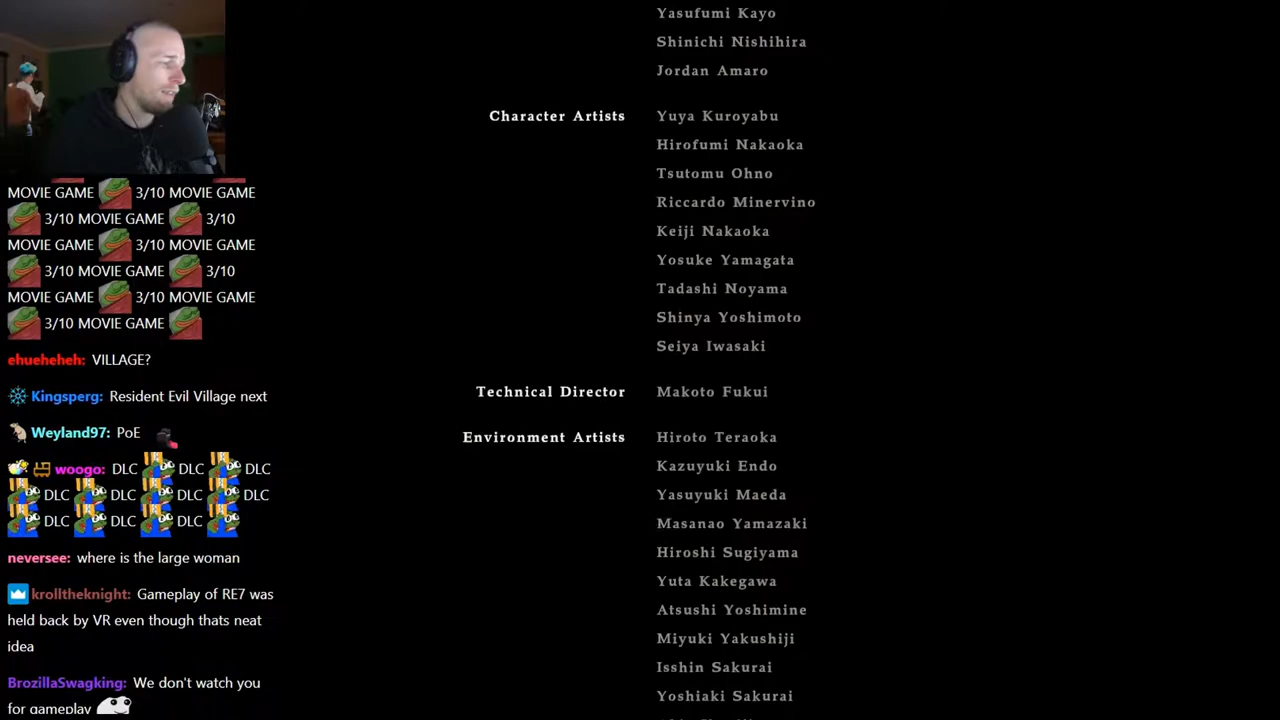 MOVIE GAME 3/10 MOVIE GAME
3/10 MOVIE GAME 3/10
MOVIE GAME 3/10 MOVIE GAME
3/10 MOVIE GAME 3/10
MOVIE GAME 3/10 MOVIE GAME
3/10 MOVIE GAME
ehueheheh: VILLAGE?
Kingsperg: Resident Evil Village next
Weyland97: PoE
woogo: DLC DLC DLC
DLC DLC DLC DLC
DLC DLC DLC
neversee: where is the large woman
krolltheknight: Gameplay of RE7 was
held back by VR even though thats neat
idea
BrozillaSwagking: We don't watch you
for gameplay
Yasufumi Kayo
Shinichi Nishihira
Jordan Amaro
Character Artists Yuya Kuroyabu
Hirofumi Nakaoka
Tsutomu Ohno
Riccardo Minervino
Keiji Nakaoka
Yosuke Yamagata
Tadashi Noyama
Shinya Yoshimoto
Seiya Iwasaki
Technical Director Makoto Fukui
Environment Artists Hiroto Teraoka
Kazuyuki Endo
Yasuyuki Maeda
Masanao Yamazaki
Hiroshi Sugiyama
Yuta Kakegawa
Atsushi Yoshimine
Miyuki Yakushiji
Isshin Sakurai
Yoshiaki Sakurai